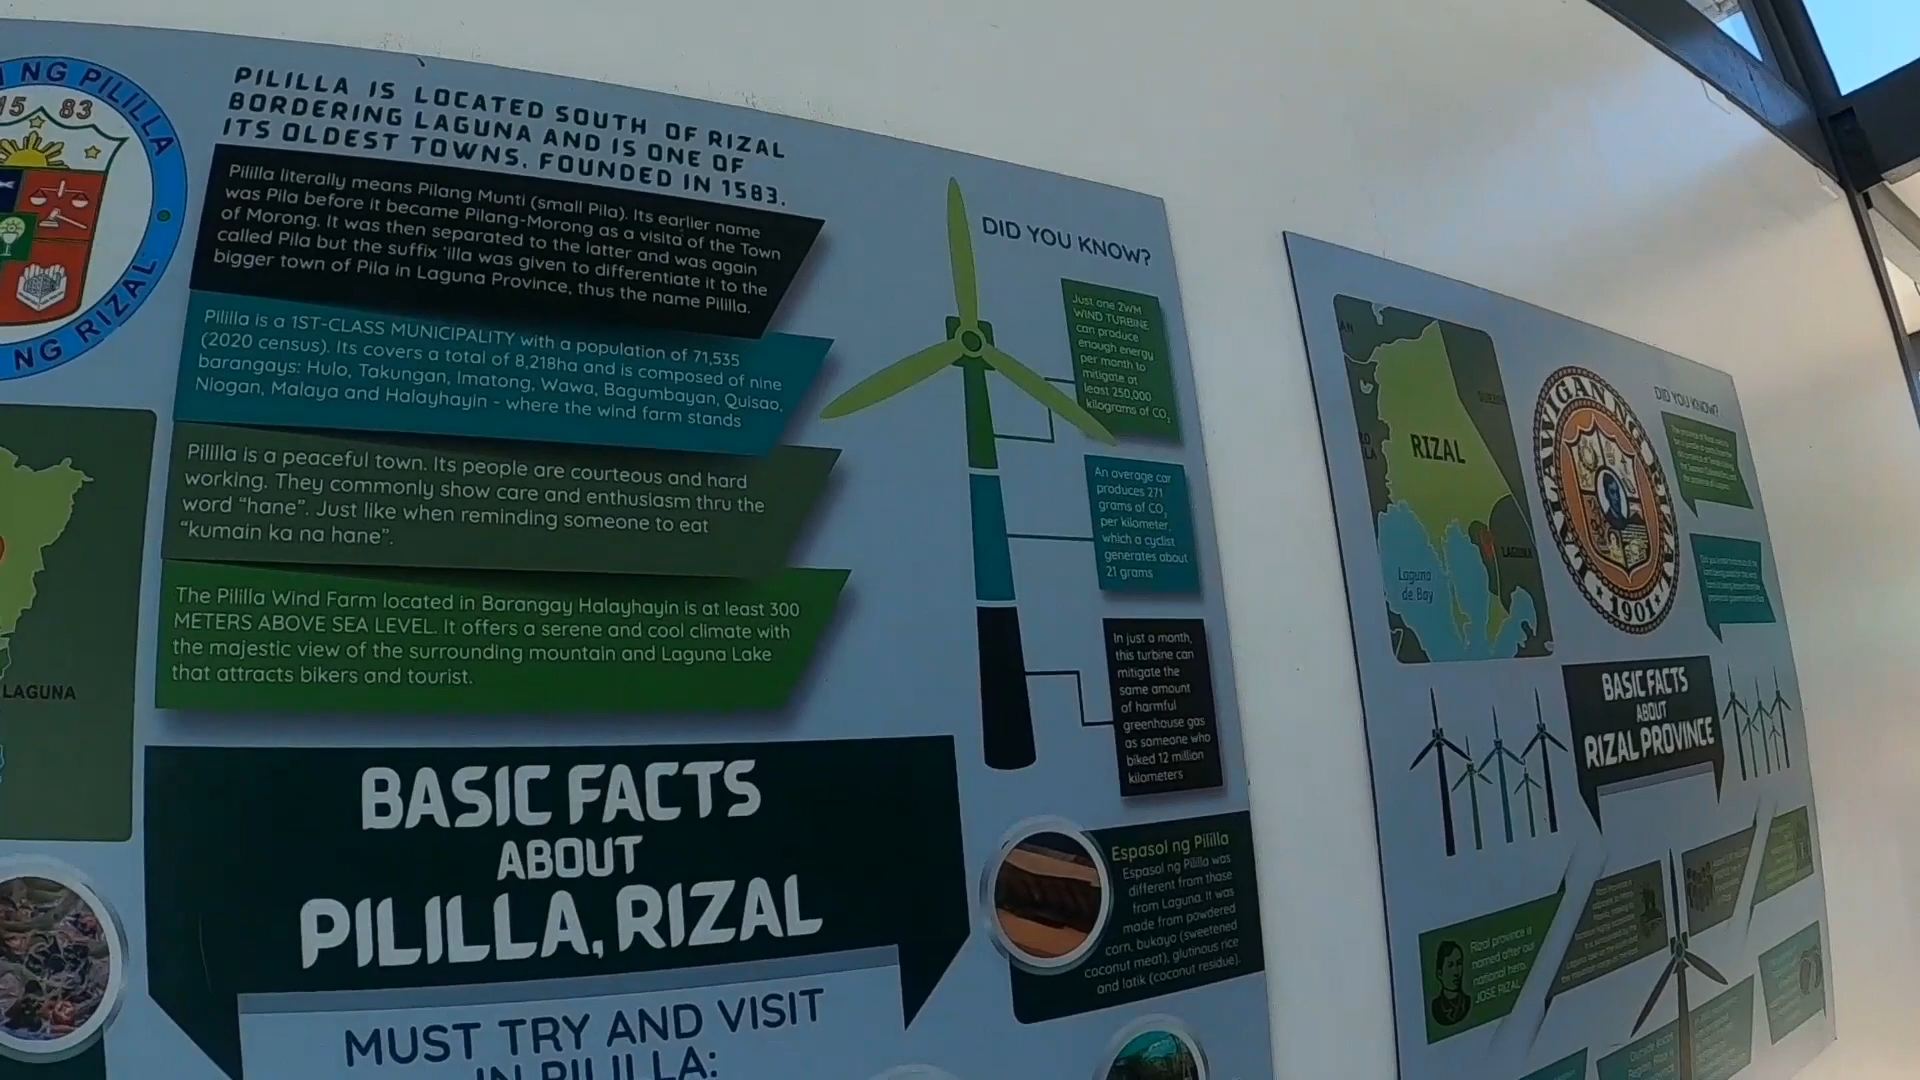 NG PILILLA
15 83
NG RIZAL
PILILLA IS LOCATED SOUTH OF RIZAL
BORDERING LAGUNA AND IS ONE OF
ITS OLDEST TOWNS. FOUNDED IN 1583.
Pililla literally means Pilang Munti (small Pila). Its earlier name
was Pila before it became Pilang-Morong as a visita of the Town
of Morong. It was then separated to the latter and was again
called Pila but the suffix 'illa was given to differentiate it to the
bigger town of Pila in Laguna Province, thus the name Pililla.
Pililla is a 1ST-CLASS MUNICIPALITY with a population of 71,535
(2020 census). Its covers a total of 8,218ha and is composed of nine
barangays: Hulo, Takungan, Imatong, Wawa, Bagumbayan, Quisao,
Niogan, Malaya and Halayhayin - where the wind farm stands
Pililla is a peaceful town. Its people are courteous and hard
working. They commonly show care and enthusiasm thru the
word "hane". Just like when reminding someone to eat
"kumain ka na hane".
The Pililla Wind Farm located in Barangay Halayhayin is at least 300
METERS ABOVE SEA LEVEL. It offers a serene and cool climate with
the majestic view of the surrounding mountain and Laguna Lake
that attracts bikers and tourist.
LAGUNA
BASIC FACTS
ABOUT
PILILLA, RIZAL
MUST TRY AND VISIT
IN PILILLA:
DID YOU KNOW?
Just one 2WM
WIND TURBINE
can produce
enough energy
per month to
mitigate at
least 250,000
kilograms of CO₂
An average car
produces 271
grams of CO₂
per kilometer,
which a cyclist
generates about
21 grams
In just a month,
this turbine can
mitigate the
same amount
of harmful
greenhouse gas
as someone who
biked 12 million
kilometers
Espasol ng Pililla
Espasol ng Pililla was
different from those
from Laguna. It was
made from powdered
corn, bukayo (sweetened
coconut meat), glutinous rice
and latik (coconut residue).
RIZAL
LAGUNA
Laguna
de Bay
LALAWIGAN NG RIZAL
1901
DID YOU KNOW?
BASIC FACTS
ABOUT
RIZAL PROVINCE
Rizal province is
named after our
national hero,
JOSE RIZAL